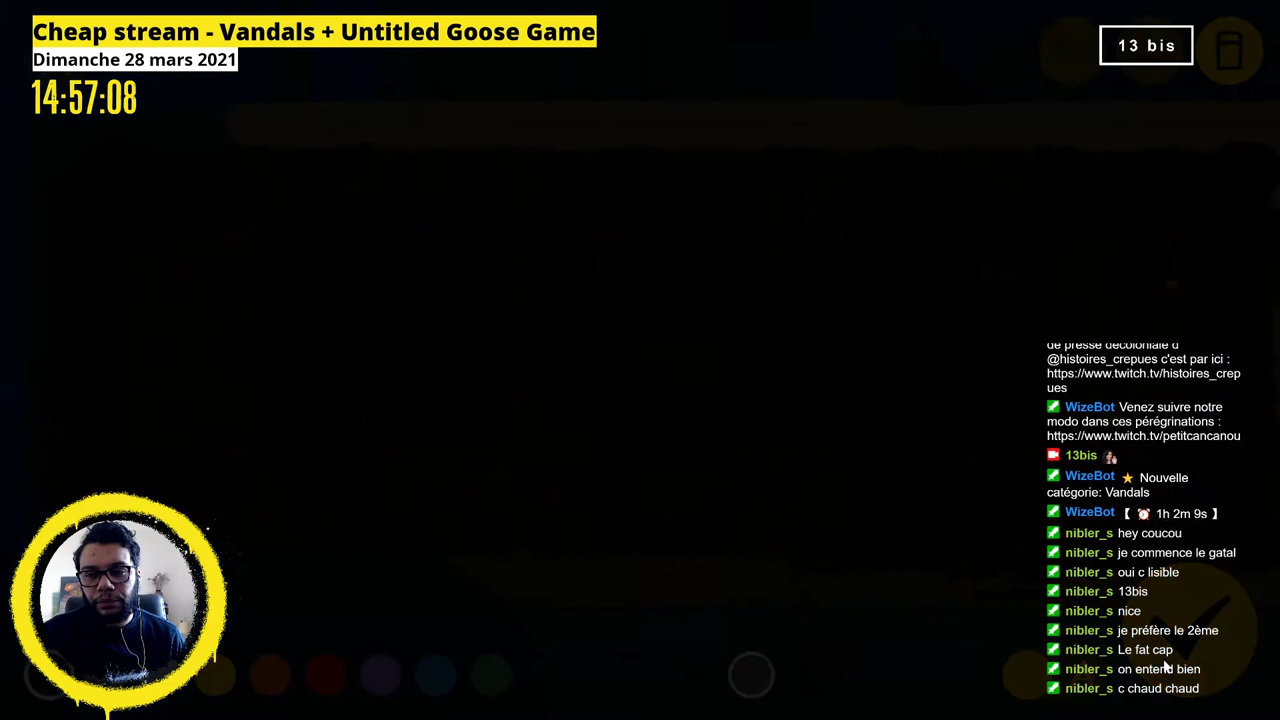 Cheap stream - Vandals + Untitled Goose Game
Dimanche 28 mars 2021
14:57:08
13 bis
de presse décoloniale d
@histoires_crepues c'est par ici :
https://www.twitch.tv/histoires_crep
ues
WizeBot Venez suivre notre
modo dans ces pérégrinations :
https://www.twitch.tv/petitcancanou
13bis
WizeBot ⭐ Nouvelle
catégorie: Vandals
WizeBot 【 ⏰ 1h 2m 9s 】
nibler_s hey coucou
nibler_s je commence le gatal
nibler_s oui c lisible
nibler_s 13bis
nibler_s nice
nibler_s je préfère le 2ème
nibler_s Le fat cap
nibler_s on entend bien
nibler_s c chaud chaud